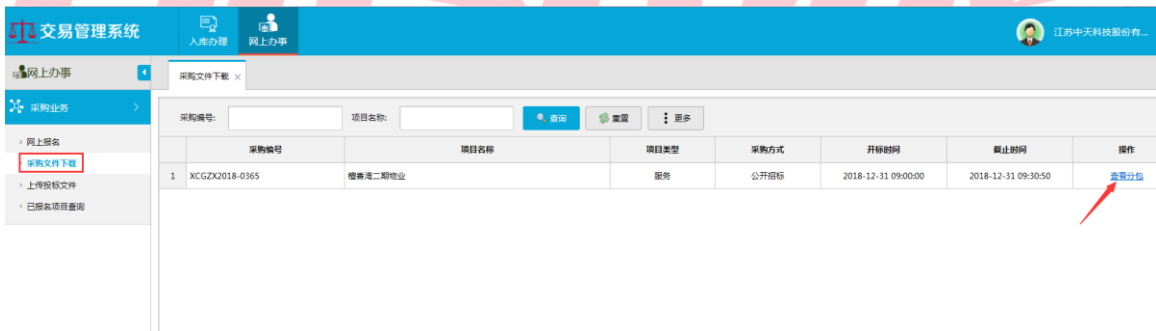 交易管理系统
入库办理 网上办事
江苏中天科技股份有...
网上办事
采购文件下载 ×
采购业务
采购编号: 项目名称: 查询 重置 更多
网上报名
采购文件下载
上传投标文件
已报名项目查询
采购编号 项目名称 项目类型 采购方式 开标时间 截止时间 操作
1 XCGZX2018-0365 檀香湾二期物业 服务 公开招标 2018-12-31 09:00:00 2018-12-31 09:30:50 查看分包